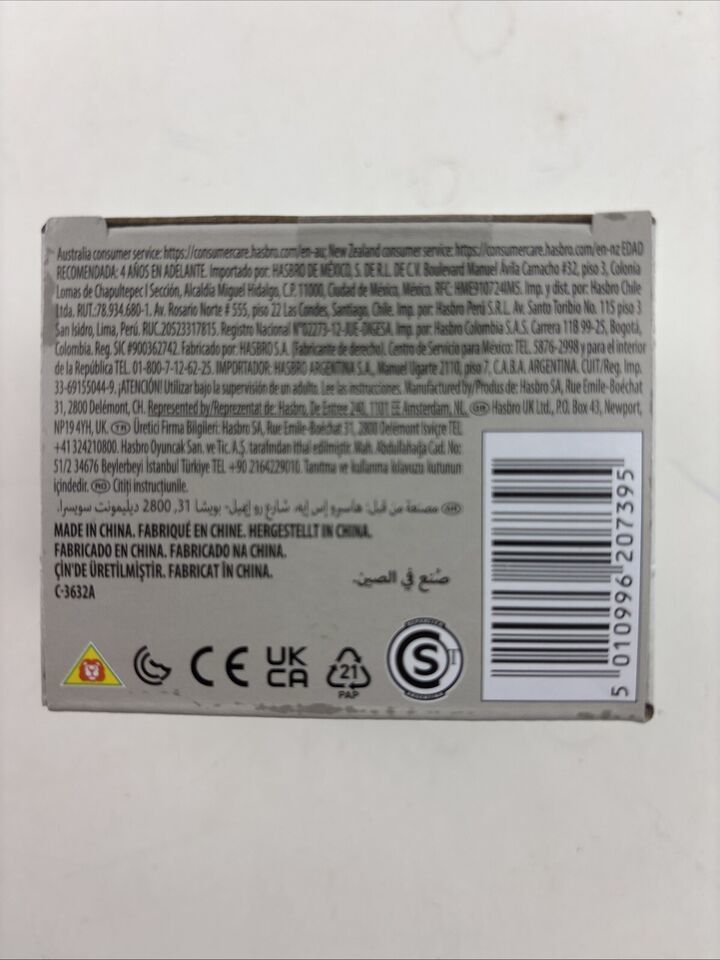 Australia consumer service: https://consumercare.hasbro.com/en-au; New Zealand consumer service: https://consumercare.hasbro.com/en-nz EDAD
RECOMENDADA: 4 AÑOS EN ADELANTE. Importado por: HASBRO DE MÉXICO, S. DE R.L. DE C.V. Boulevard Manuel Ávila Camacho #32, piso 3, Colonia
Lomas de Chapultepec I Sección, Alcaldía Miguel Hidalgo, C.P. 11000, Ciudad de México, México. RFC: HME910724MS. Imp. y dist. por: Hasbro Chile
Ltda. RUT.:78.934.680-1. Av. Rosario Norte # 555, piso 22 Las Condes, Santiago, Chile. Imp. por: Hasbro Perú S.R.L. Av. Santo Toribio No. 115 piso 3
San Isidro, Lima, Perú. RUC.20523317815. Registro Nacional N°02273-12-JUE-DIGESA. Imp. por: Hasbro Colombia S.A.S. Carrera 11B 99-25, Bogotá,
Colombia. Reg. SIC #900362742. Fabricado por: HASBRO S.A. (Fabricante de derecho). Centro de Servicio para México: TEL. 5876-2998 y para el interior
de la República TEL. 01-800-7-12-62-25. IMPORTADOR: HASBRO ARGENTINA S.A., Manuel Ugarte 2110, piso 7, C.A.B.A. ARGENTINA. CUIT/Reg. Imp.
33-69155044-9. ¡ATENCIÓN! Utilizar bajo la supervisión de un adulto. Lee las instrucciones. Manufactured by/Produs de: Hasbro SA, Rue Emile-Boéchat
31, 2800 Delémont, CH. Represented by/Reprezentat de: Hasbro, De Entree 240, 1101 EE Amsterdam, NL. GB Hasbro UK Ltd., P.O. Box 43, Newport,
NP19 4YH, UK. TR Üretici Firma Bilgileri: Hasbro SA, Rue Emile-Boéchat 31, 2800 Delémont İsviçre TEL
+41324210800. Hasbro Oyuncak San. ve Tic. A.Ş. tarafından ithal edilmiştir. Mah. Abdullahağa Cad. No:
51/2 34676 Beylerbeyi İstanbul Türkiye TEL +90 2164229010. Tanıtma ve kullanma kılavuzu kutunun
içindedir. RO Citiți instrucțiunile.
مصنعة من قبل: هاسبرو إس إيه، شارع رو إميل- بويشا 31, 2800 ديليمونت سويسرا.
MADE IN CHINA. FABRIQUÉ EN CHINE. HERGESTELLT IN CHINA.
FABRICADO EN CHINA. FABRICADO NA CHINA.
ÇİN'DE ÜRETİLMİŞTİR. FABRICAT ÎN CHINA.
صُنع في الصين.
C-3632A
CE
UK
CA
21
PAP
S
ARGENTINA
5 010996 207395